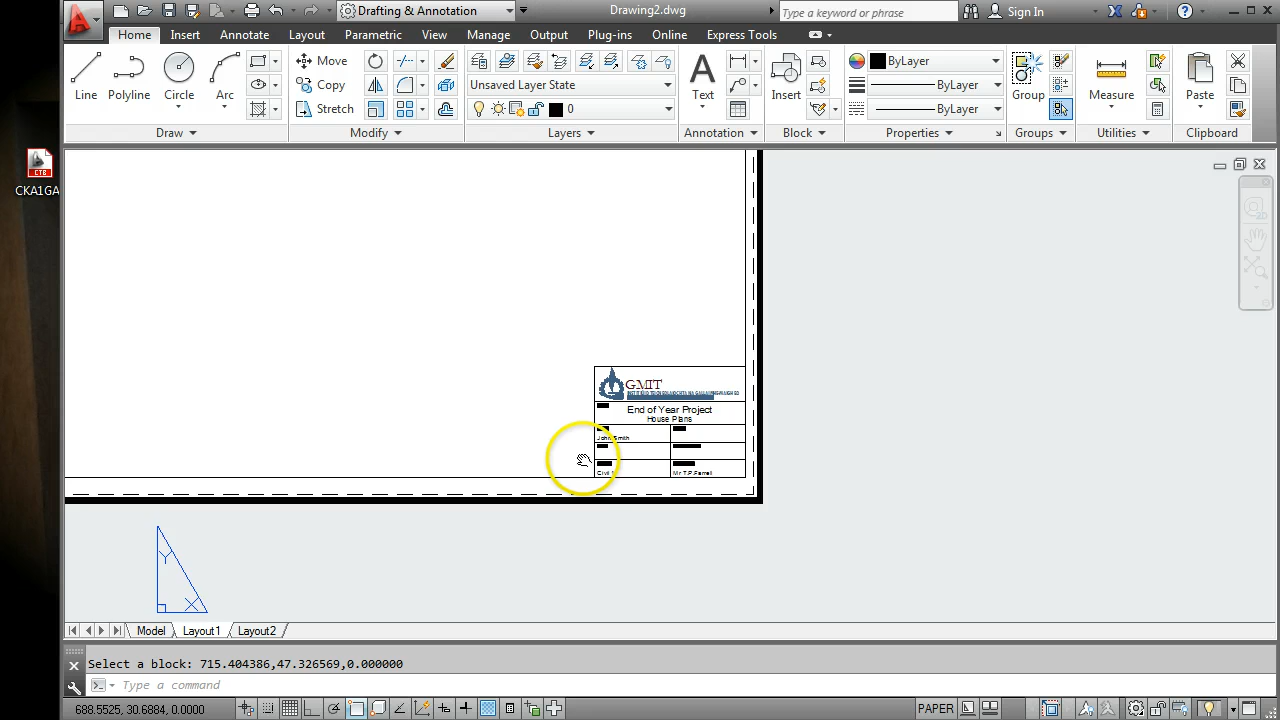 Drafting & Annotation
Drawing2.dwg
Type a keyword or phrase
Sign In
Home Insert Annotate Layout Parametric View Manage Output Plug-ins Online Express Tools
Line Polyline Circle Arc
Move
Copy
Stretch
Unsaved Layer State
0
Text
Insert
ByLayer
ByLayer
ByLayer
Group
Measure
Paste
Draw Modify Layers Annotation Block Properties Groups Utilities Clipboard
CTB
CKA1GA
2D
GMIT
End of Year Project
House Plans
John Smith
Civil
Mr T.P.Farrell
Y
X
Model Layout1 Layout2
Select a block: 715.404386,47.326569,0.000000
Type a command
688.5525, 30.6884, 0.0000
PAPER